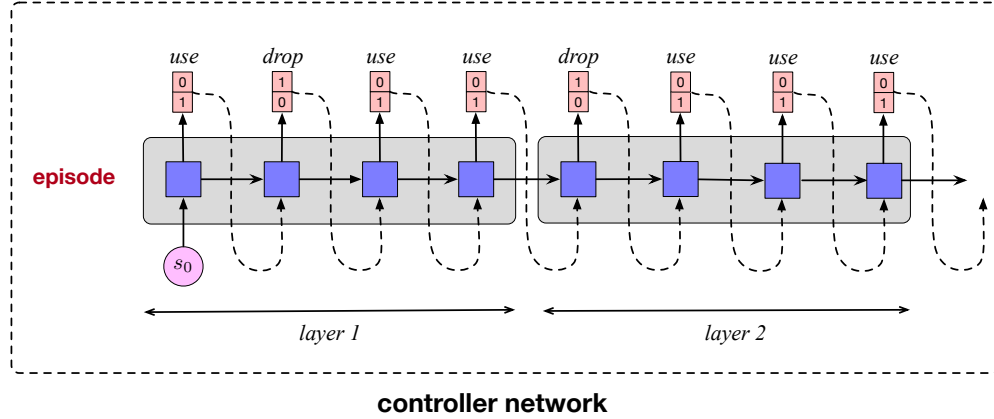 use drop use use drop use use use
0 1 0 0 1 0 0 0
1 0 1 1 0 1 1 1
episode
s0
layer 1 layer 2
controller network